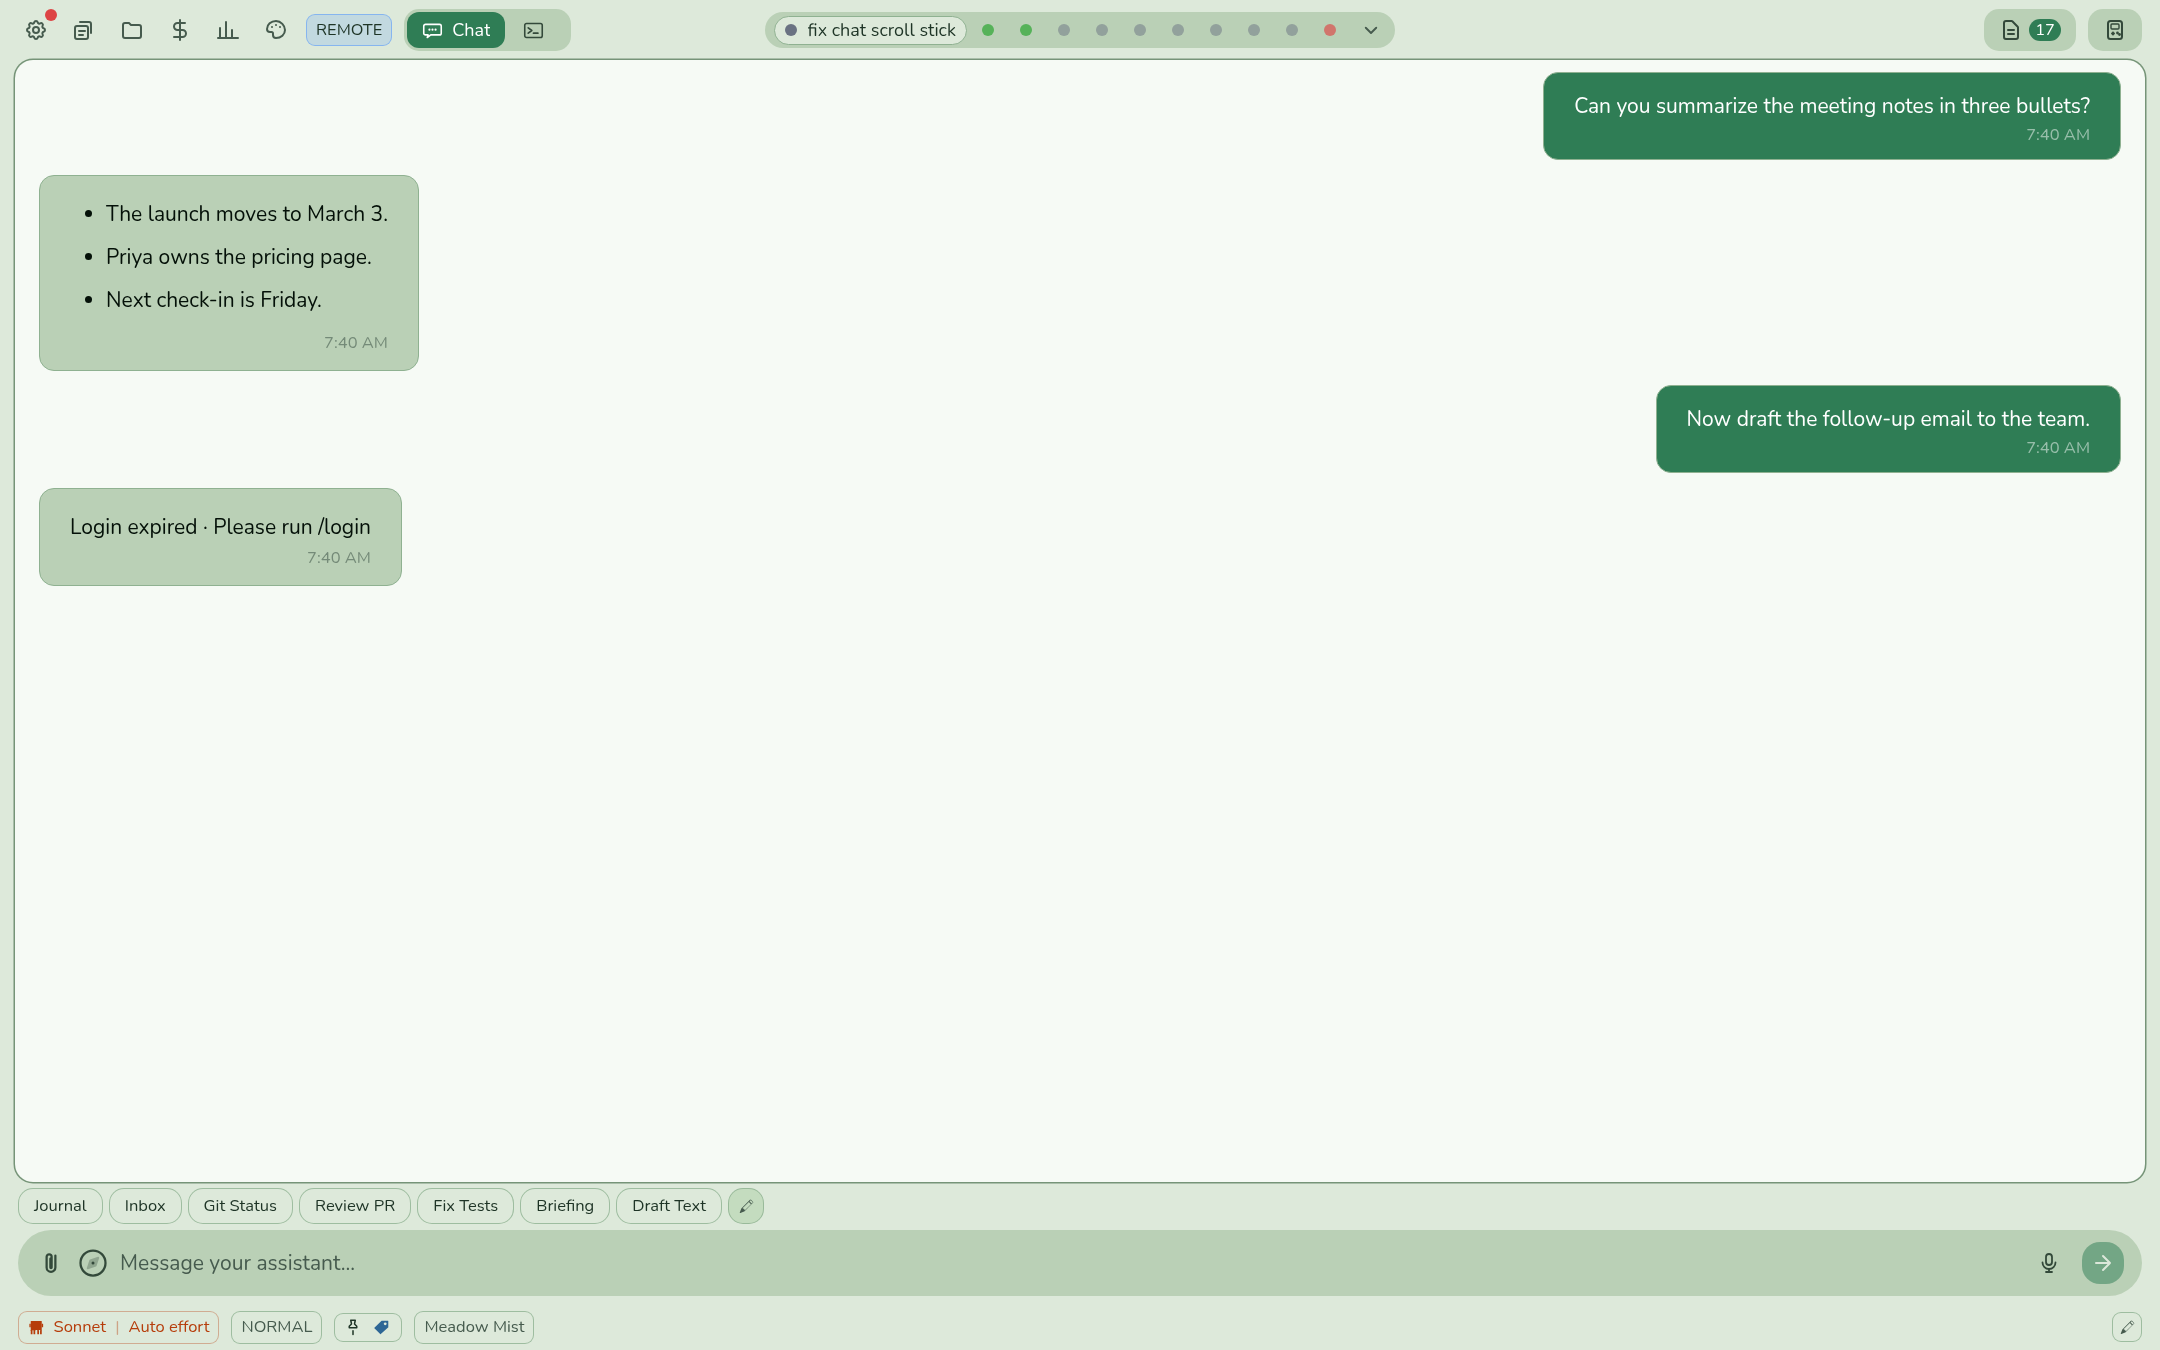 REMOTE
Chat
fix chat scroll stick
17
Can you summarize the meeting notes in three bullets?
7:40 AM
• The launch moves to March 3.
• Priya owns the pricing page.
• Next check-in is Friday.
7:40 AM
Now draft the follow-up email to the team.
7:40 AM
Login expired · Please run /login
7:40 AM
Journal
Inbox
Git Status
Review PR
Fix Tests
Briefing
Draft Text
Message your assistant...
Sonnet | Auto effort
NORMAL
Meadow Mist